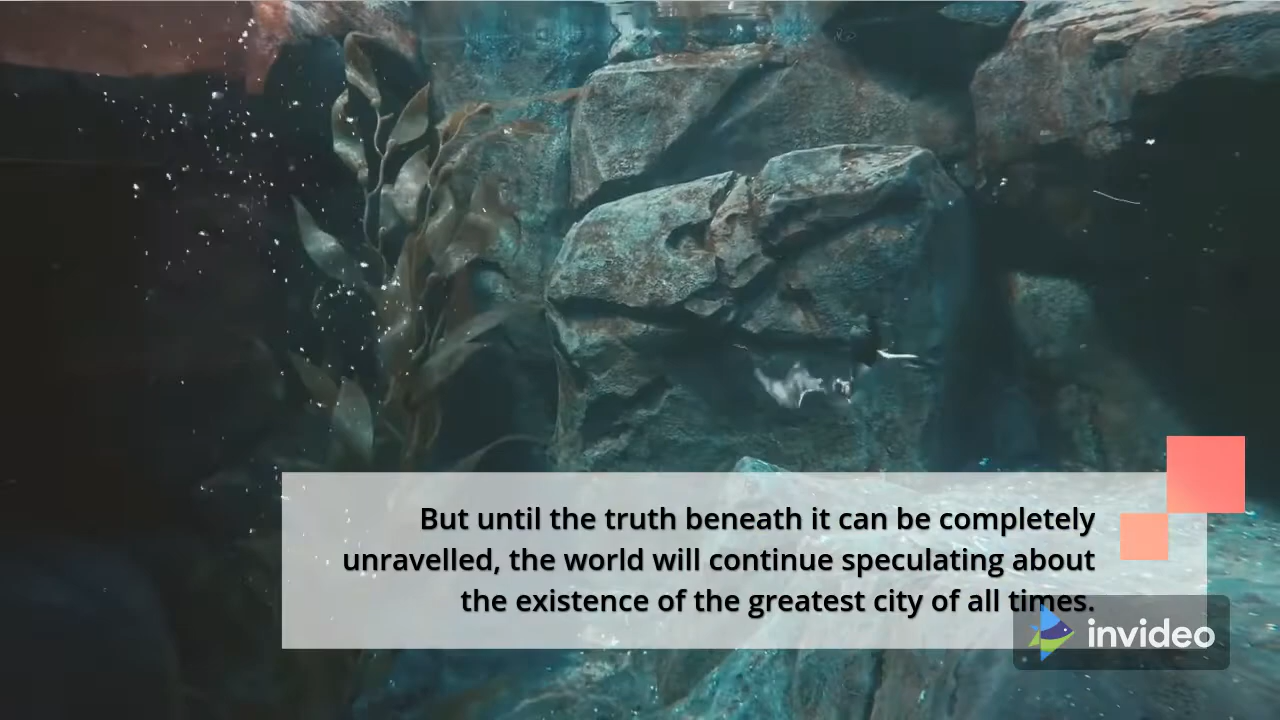 But until the truth beneath it can be completely
unravelled, the world will continue speculating about
the existence of the greatest city of all times.
invideo